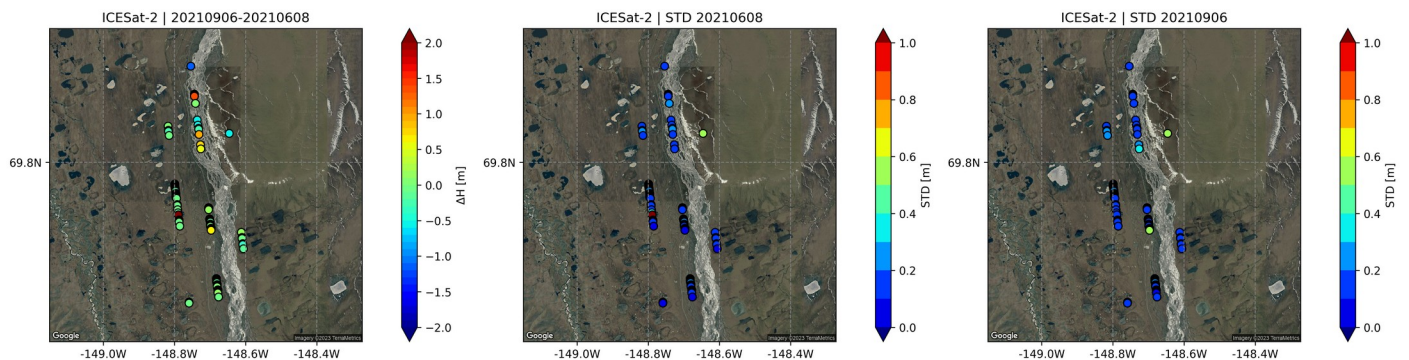 ICESat-2 | 20210906-20210608
2.0
1.5
1.0
0.5
0.0
−0.5
−1.0
−1.5
−2.0
ΔH [m]
69.8N
-149.0W
-148.8W
-148.6W
-148.4W
Google
Imagery ©2023 TerraMetrics
ICESat-2 | STD 20210608
1.0
0.8
0.6
0.4
0.2
0.0
STD [m]
69.8N
-149.0W
-148.8W
-148.6W
-148.4W
Google
Imagery ©2023 TerraMetrics
ICESat-2 | STD 20210906
1.0
0.8
0.6
0.4
0.2
0.0
STD [m]
69.8N
-149.0W
-148.8W
-148.6W
-148.4W
Google
Imagery ©2023 TerraMetrics